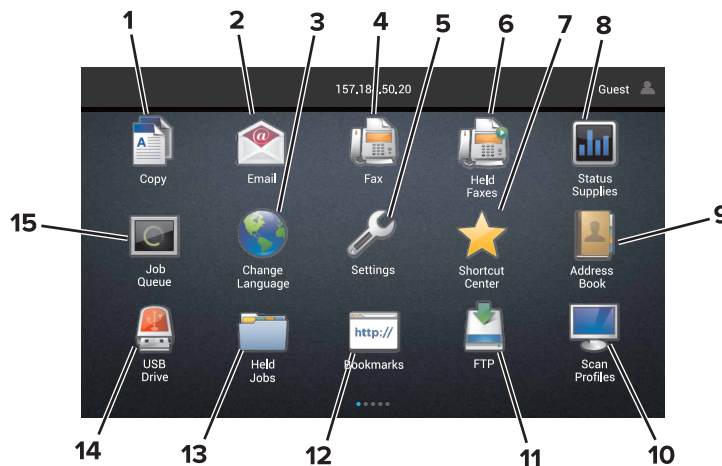 1 2 3 4 5 6 7 8
157.184.50.20 Guest
A @
Copy Email Fax Held Faxes Status Supplies
15 9
Job Queue Change Language Settings Shortcut Center Address Book
http://
USB Drive Held Jobs Bookmarks FTP Scan Profiles
14 13 12 11 10